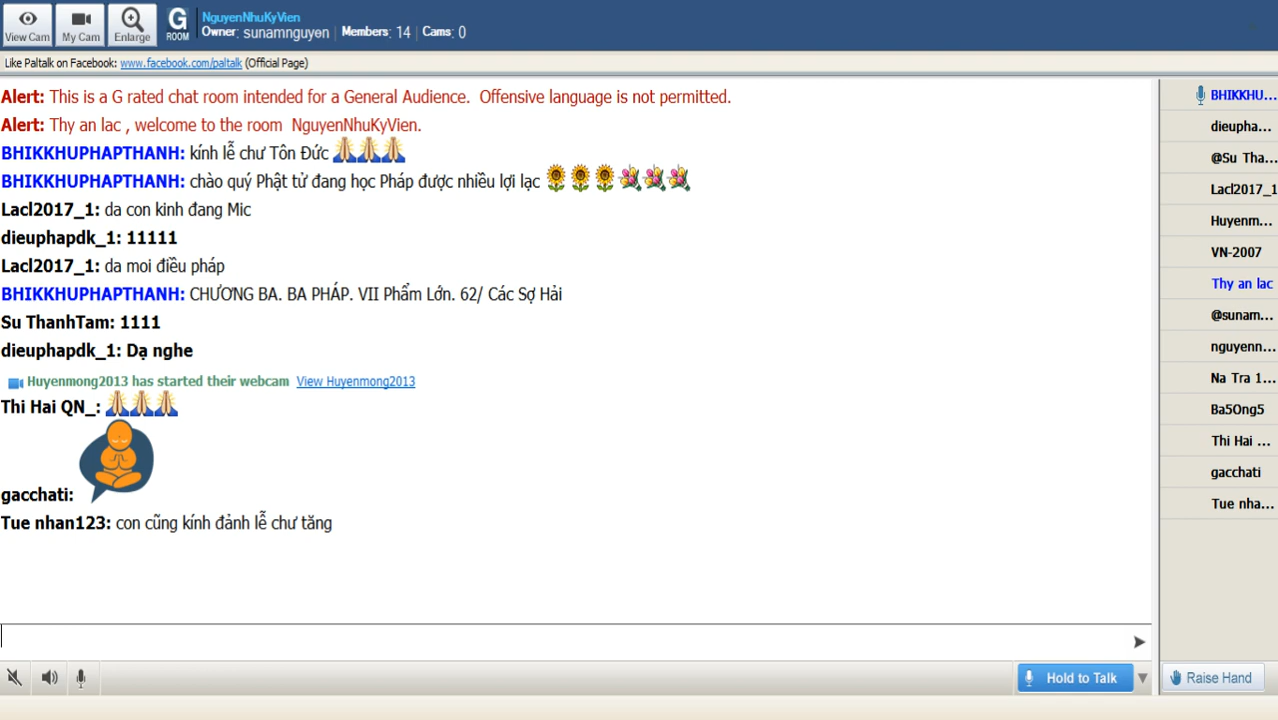 View Cam
My Cam
Enlarge
G
ROOM
NguyenNhuKyVien
Owner: sunamnguyen | Members: 14 | Cams: 0
Like Paltalk on Facebook: www.facebook.com/paltalk (Official Page)
Alert: This is a G rated chat room intended for a General Audience. Offensive language is not permitted.
Alert: Thy an lac , welcome to the room NguyenNhuKyVien.
BHIKKHUPHAPTHANH: kính lễ chư Tôn Đức
BHIKKHUPHAPTHANH: chào quý Phật tử đang học Pháp được nhiều lợi lạc
Lacl2017_1: da con kinh đang Mic
dieuphapdk_1: 11111
Lacl2017_1: da moi điều pháp
BHIKKHUPHAPTHANH: CHƯƠNG BA. BA PHÁP. VII Phẩm Lớn. 62/ Các Sợ Hải
Su ThanhTam: 1111
dieuphapdk_1: Dạ nghe
Huyenmong2013 has started their webcam View Huyenmong2013
Thi Hai QN_:
gacchati:
Tue nhan123: con cũng kính đảnh lễ chư tăng
BHIKKHU...
dieupha...
@Su Tha...
Lacl2017_1
Huyenm...
VN-2007
Thy an lac
@sunam...
nguyenn...
Na Tra 1...
Ba5Ong5
Thi Hai ...
gacchati
Tue nha...
Hold to Talk
Raise Hand